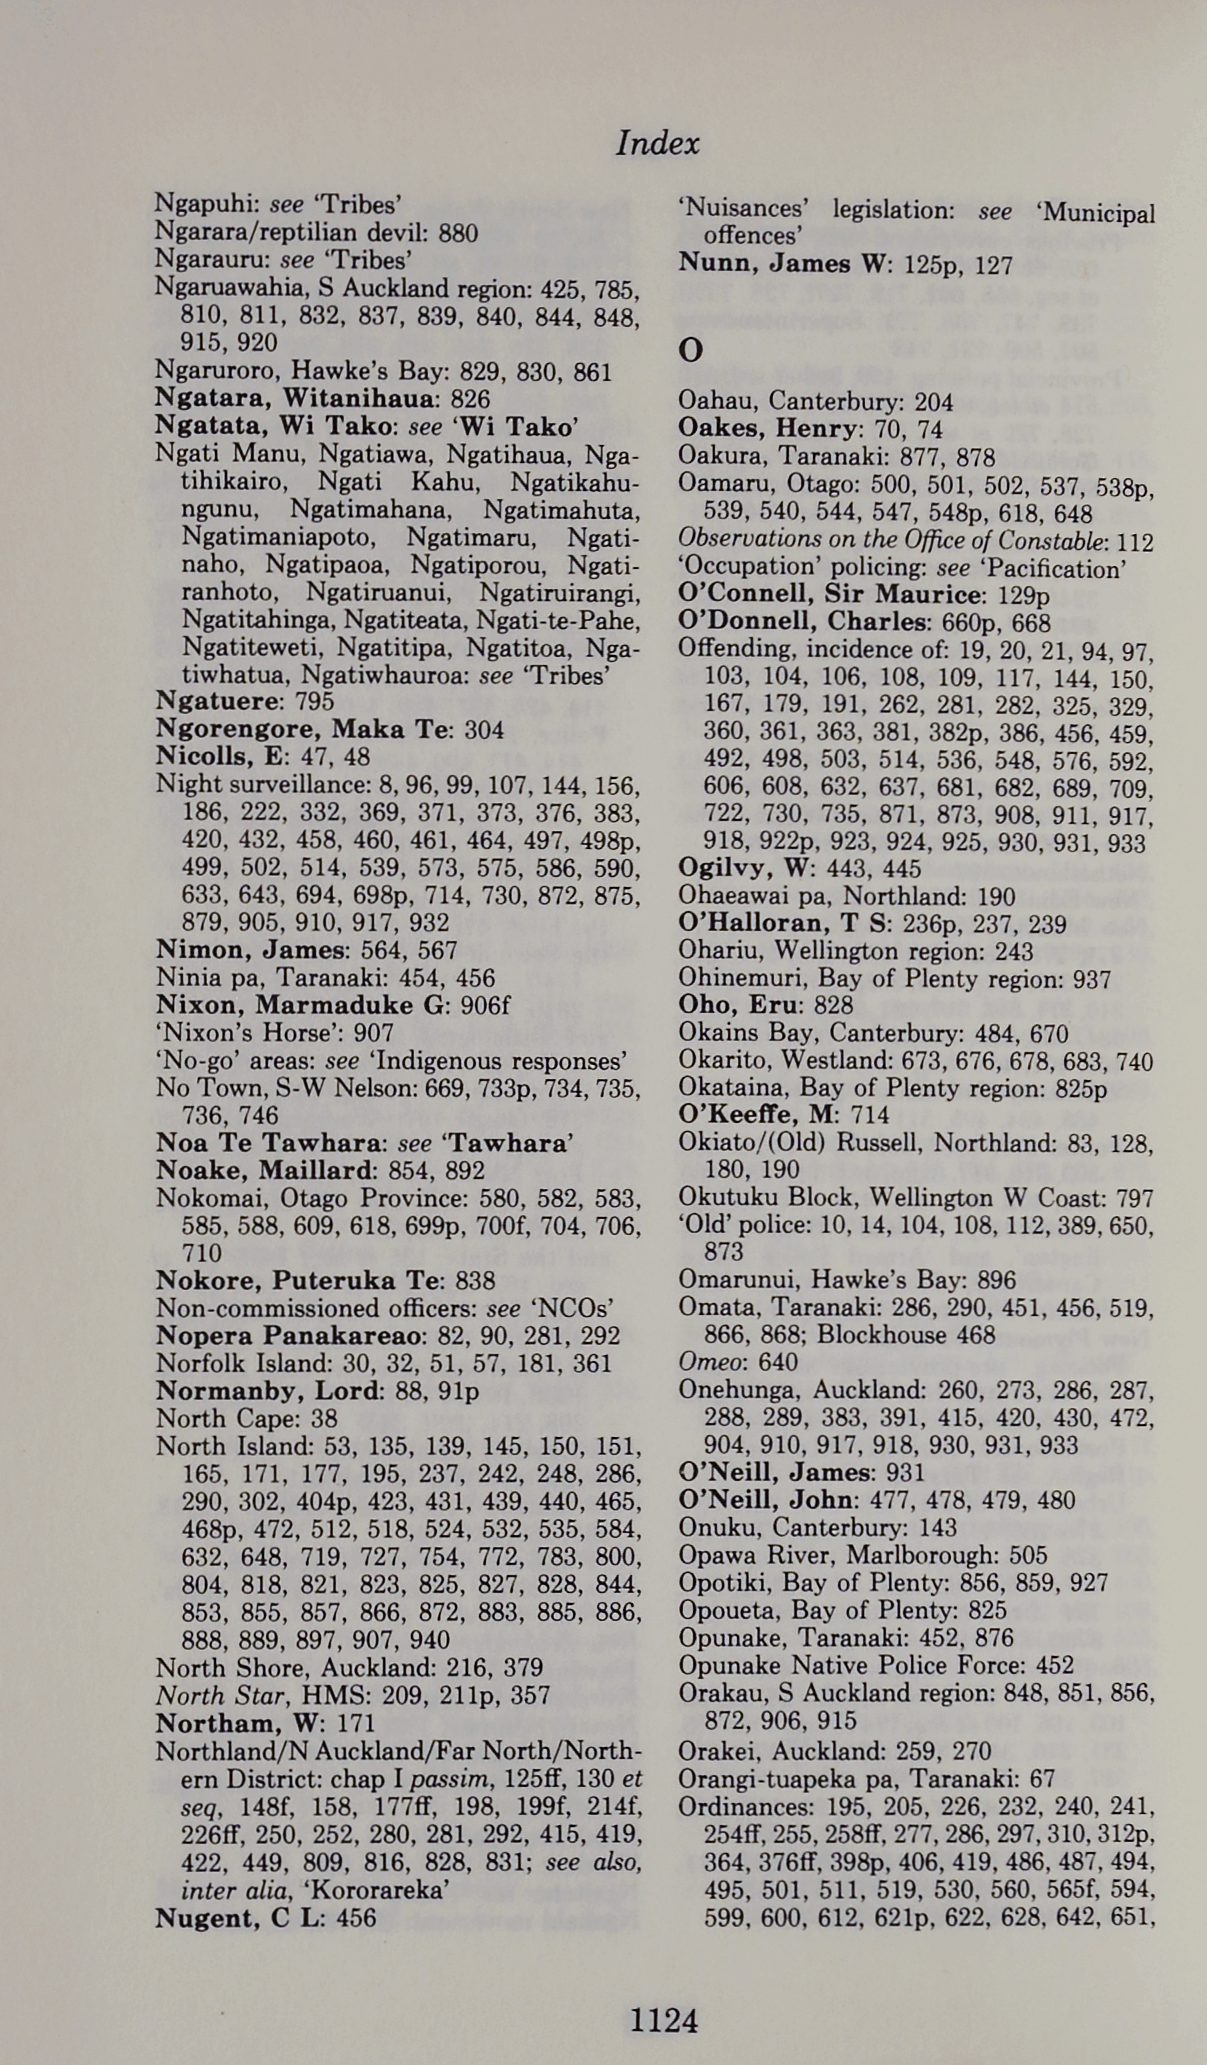 Index
Ngapuhi: see ‘Tribes’
Ngarara/reptilian devil: 880
Ngarauru: see ‘Tribes’
Ngaruawahia, S Auckland region: 425, 785,
810, 811, 832, 837, 839, 840, 844, 848,
915, 920
Ngaruroro, Hawke’s Bay: 829, 830, 861
Ngatara, Witanihaua: 826
Ngatata, Wi Tako: see ‘Wi Tako’
Ngati Manu, Ngatiawa, Ngatihaua, Nga-
tihikairo, Ngati Kahu, Ngatikahu-
ngunu, Ngatimahana, Ngatimahuta,
Ngatimaniapoto, Ngatimaru, Ngati-
naho, Ngatipaoa, Ngatiporou, Ngati-
ranhoto, Ngatiruanui, Ngatiruirangi,
Ngatitahinga, Ngatiteata, Ngati-te-Pahe,
Ngatiteweti, Ngatitipa, Ngatitoa, Nga-
tiwhatua, Ngatiwhauroa: see ‘Tribes’
Ngatuere: 795
Ngorengore, Maka Te: 304
Nicolls, E: 47, 48
Night surveillance: 8, 96, 99, 107, 144, 156,
186, 222, 332, 369, 371, 373, 376, 383,
420, 432, 458, 460, 461, 464, 497, 498p,
499, 502, 514, 539, 573, 575, 586, 590,
633, 643, 694, 698p, 714, 730, 872, 875,
879, 905, 910, 917, 932
Nimon, James: 564, 567
Ninia pa, Taranaki: 454, 456
Nixon, Marmaduke G: 906f
‘Nixon’s Horse’: 907
‘No-go’ areas: see ‘Indigenous responses’
No Town, S-W Nelson: 669, 733p, 734, 735,
736, 746
Noa Te Tawhara: see ‘Tawhara’
Noake, Maillard: 854, 892
Nokomai, Otago Province: 580, 582, 583,
585, 588, 609, 618, 699p, 700f, 704, 706,
710
Nokore, Puteruka Te: 838
Non-commissioned officers: see ‘NCOs’
Nopera Panakareao: 82, 90, 281, 292
Norfolk Island: 30, 32, 51, 57, 181, 361
Normanby, Lord: 88, 91p
North Cape: 38
North Island: 53, 135, 139, 145, 150, 151,
165, 171, 177, 195, 237, 242, 248, 286,
290, 302, 404p, 423, 431, 439, 440, 465,
468p, 472, 512, 518, 524, 532, 535, 584,
632, 648, 719, 727, 754, 772, 783, 800,
804, 818, 821, 823, 825, 827, 828, 844,
853, 855, 857, 866, 872, 883, 885, 886,
888, 889, 897, 907, 940
North Shore, Auckland: 216, 379
North Star, HMS: 209, 211p, 357
Northam, W: 171
Northland/N Auckland/Far North/North-
ern District: chap I passim, 125ff, 130 et
seq, 148f, 158, 177ff, 198, 199f, 214f,
226ff, 250, 252, 280, 281, 292, 415, 419,
422, 449, 809, 816, 828, 831; see also,
inter alia, ‘Kororareka’
Nugent, C L: 456
‘Nuisances’ legislation: see ‘Municipal
offences’
Nunn, James W: 125p, 127
O
Oahau, Canterbury: 204
Oakes, Henry: 70, 74
Oakura, Taranaki: 877, 878
Oamaru, Otago: 500, 501, 502, 537, 538p,
539, 540, 544, 547, 548p, 618, 648
Observations on the Office of Constable: 112
‘Occupation’ policing: see ‘Pacification’
O’Connell, Sir Maurice: 129p
O’Donnell, Charles: 660p, 668
Offending, incidence of: 19, 20, 21, 94, 97,
103, 104, 106, 108, 109, 117, 144, 150,
167, 179, 191, 262, 281, 282, 325, 329,
360, 361, 363, 381, 382p, 386, 456, 459,
492, 498, 503, 514, 536, 548, 576, 592,
606, 608, 632, 637, 681, 682, 689, 709,
722, 730, 735, 871, 873, 908, 911, 917,
918, 922p, 923, 924, 925, 930, 931, 933
Ogilvy, W: 443, 445
Ohaeawai pa, Northland: 190
O’Halloran, T S: 236p, 237, 239
Ohariu, Wellington region: 243
Ohinemuri, Bay of Plenty region: 937
Oho, Eru: 828
Okains Bay, Canterbury: 484, 670
Okarito, Westland: 673, 676, 678, 683, 740
Okataina, Bay of Plenty region: 825p
O’Keeffe, M: 714
Okiato/(Old) Russell, Northland: 83, 128,
180, 190
Okutuku Block, Wellington W Coast: 797
‘Old’ police: 10, 14, 104, 108, 112, 389, 650,
873
Omarunui, Hawke’s Bay: 896
Omata, Taranaki: 286, 290, 451, 456, 519,
866, 868; Blockhouse 468
Omeo: 640
Onehunga, Auckland: 260, 273, 286, 287,
288, 289, 383, 391, 415, 420, 430, 472,
904, 910, 917, 918, 930, 931, 933
O’Neill, James: 931
O’Neill, John: 477, 478, 479, 480
Onuku, Canterbury: 143
Opawa River, Marlborough: 505
Opotiki, Bay of Plenty: 856, 859, 927
Opoueta, Bay of Plenty: 825
Opunake, Taranaki: 452, 876
Opunake Native Police Force: 452
Orakau, S Auckland region: 848, 851, 856,
872, 906, 915
Orakei, Auckland: 259, 270
Orangi-tuapeka pa, Taranaki: 67
Ordinances: 195, 205, 226, 232, 240, 241,
254ff, 255, 258ff, 277, 286, 297, 310, 312p,
364, 376ff, 398p, 406, 419, 486, 487, 494,
495, 501, 511, 519, 530, 560, 565f, 594,
599, 600, 612, 621p, 622, 628, 642, 651,
1124